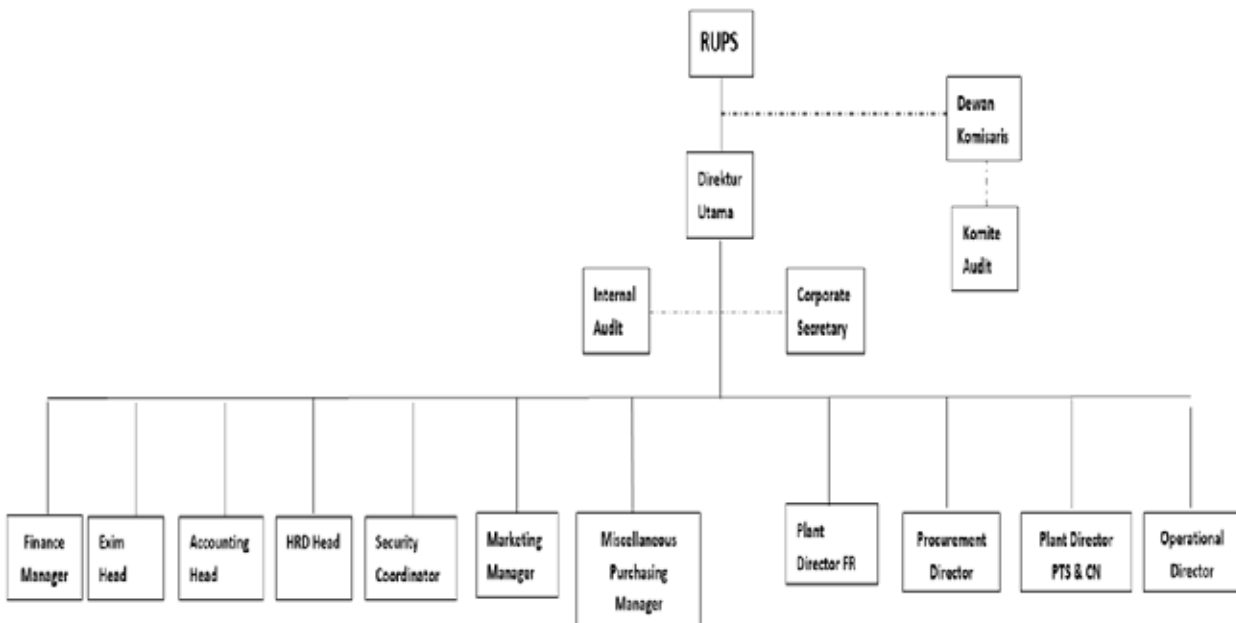 RUPS
Dewan
Komisaris
Direktur
Utama
Komite
Audit
Internal
Audit
Corporate
Secretary
Finance
Manager
Exim
Head
Accounting
Head
HRD Head
Security
Coordinator
Marketing
Manager
Miscellaneous
Purchasing
Manager
Plant
Director FR
Procurement
Director
Plant Director
PTS & CN
Operational
Director